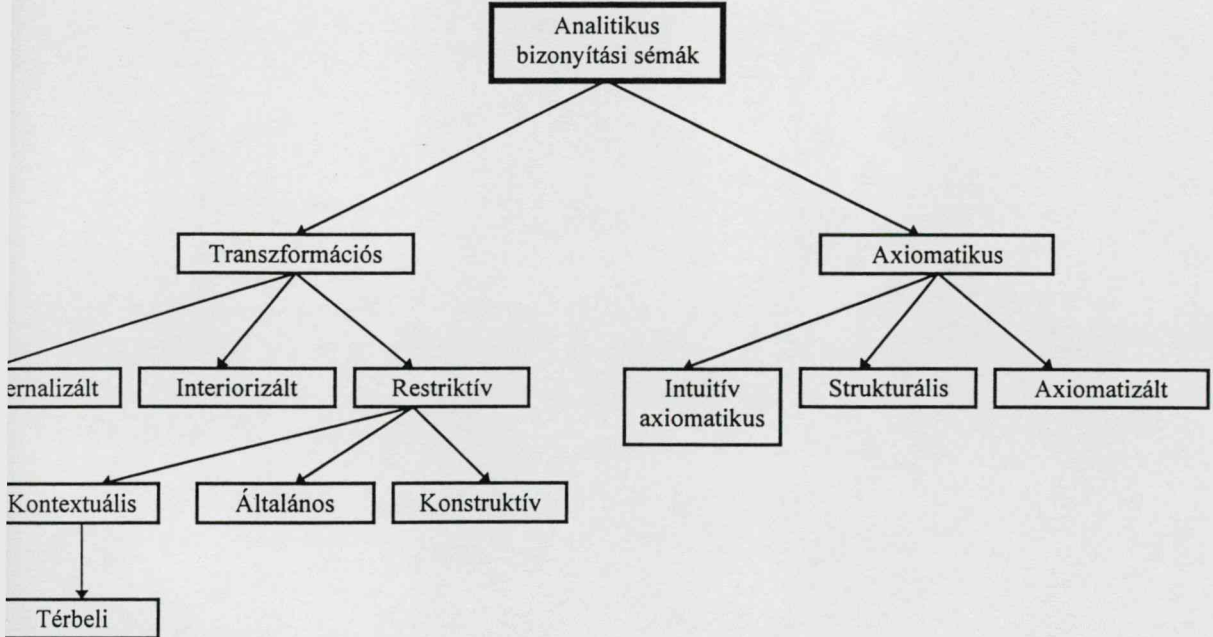 Analitikus
bizonyítási sémák
Transzformációs
Axiomatikus
ernalizált
Interiorizált
Restriktív
Intuitív
axiomatikus
Strukturális
Axiomatizált
Kontextuális
Általános
Konstruktív
Térbeli